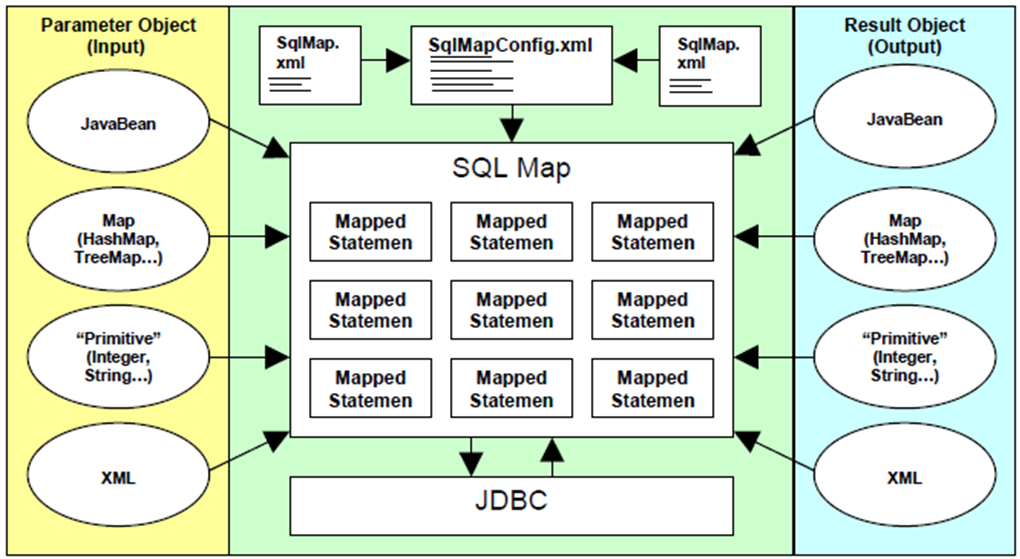 Parameter Object
(Input)
JavaBean
Map
(HashMap,
TreeMap…)
“Primitive”
(Integer,
String…)
XML
SqlMap.
xml
SqlMapConfig.xml
SqlMap.
xml
SQL Map
Mapped
Statemen
Mapped
Statemen
Mapped
Statemen
Mapped
Statemen
Mapped
Statemen
Mapped
Statemen
Mapped
Statemen
Mapped
Statemen
Mapped
Statemen
JDBC
Result Object
(Output)
JavaBean
Map
(HashMap,
TreeMap…)
“Primitive”
(Integer,
String…)
XML